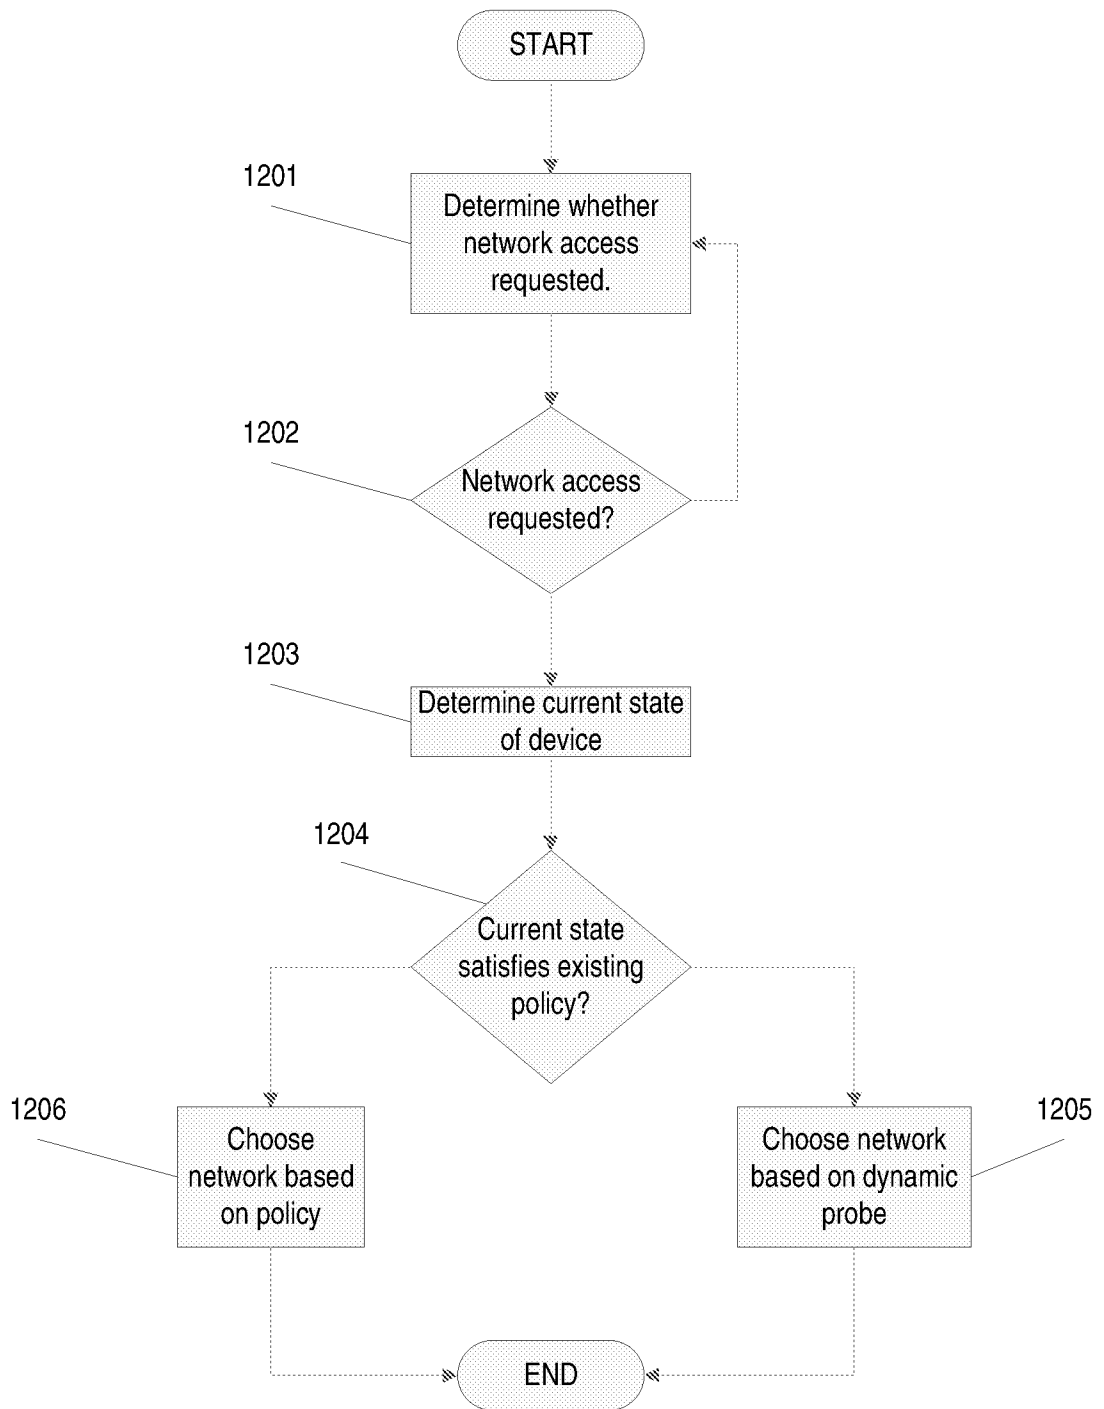 START
1201
Determine whether
network access
requested.
1202
Network access
requested?
1203
Determine current state
of device
1204
Current state
satisfies existing
policy?
1206
Choose
network based
on policy
1205
Choose network
based on dynamic
probe
END